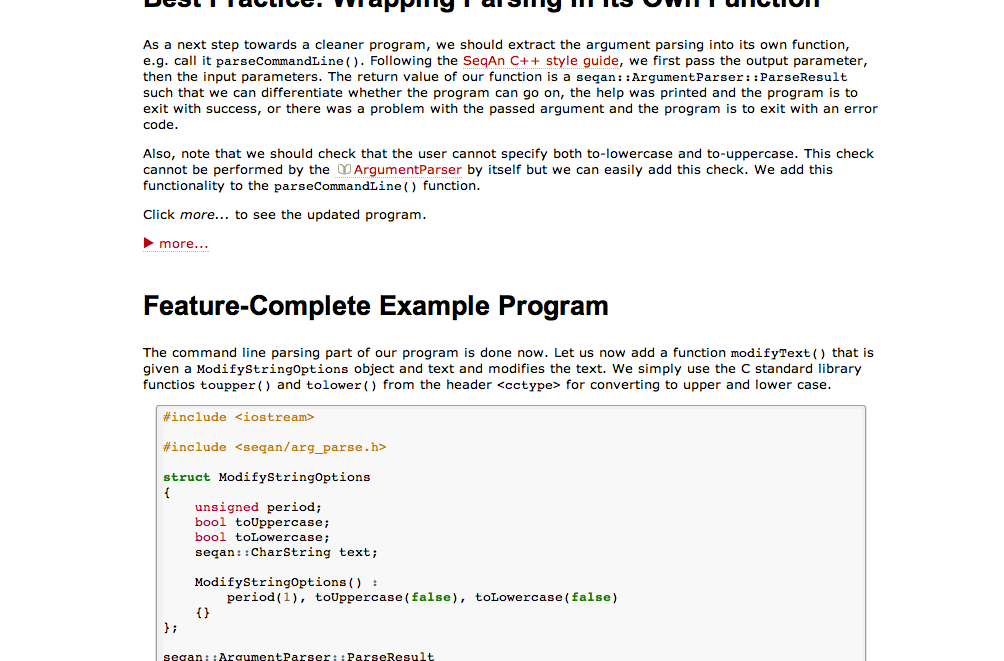 Best Practice: Wrapping Parsing in Its Own Function
As a next step towards a cleaner program, we should extract the argument parsing into its own function,
e.g. call it parseCommandLine(). Following the SeqAn C++ style guide, we first pass the output parameter,
then the input parameters. The return value of our function is a seqan::ArgumentParser::ParseResult
such that we can differentiate whether the program can go on, the help was printed and the program is to
exit with success, or there was a problem with the passed argument and the program is to exit with an error
code.
Also, note that we should check that the user cannot specify both to-lowercase and to-uppercase. This check
cannot be performed by the ArgumentParser by itself but we can easily add this check. We add this
functionality to the parseCommandLine() function.
Click more... to see the updated program.
more...
Feature-Complete Example Program
The command line parsing part of our program is done now. Let us now add a function modifyText() that is
given a ModifyStringOptions object and text and modifies the text. We simply use the C standard library
functios toupper() and tolower() from the header <cctype> for converting to upper and lower case.
#include <iostream>
#include <seqan/arg_parse.h>
struct ModifyStringOptions
{
    unsigned period;
    bool toUppercase;
    bool toLowercase;
    seqan::CharString text;
    ModifyStringOptions() :
        period(1), toUppercase(false), toLowercase(false)
    {}
};
seqan::ArgumentParser::ParseResult